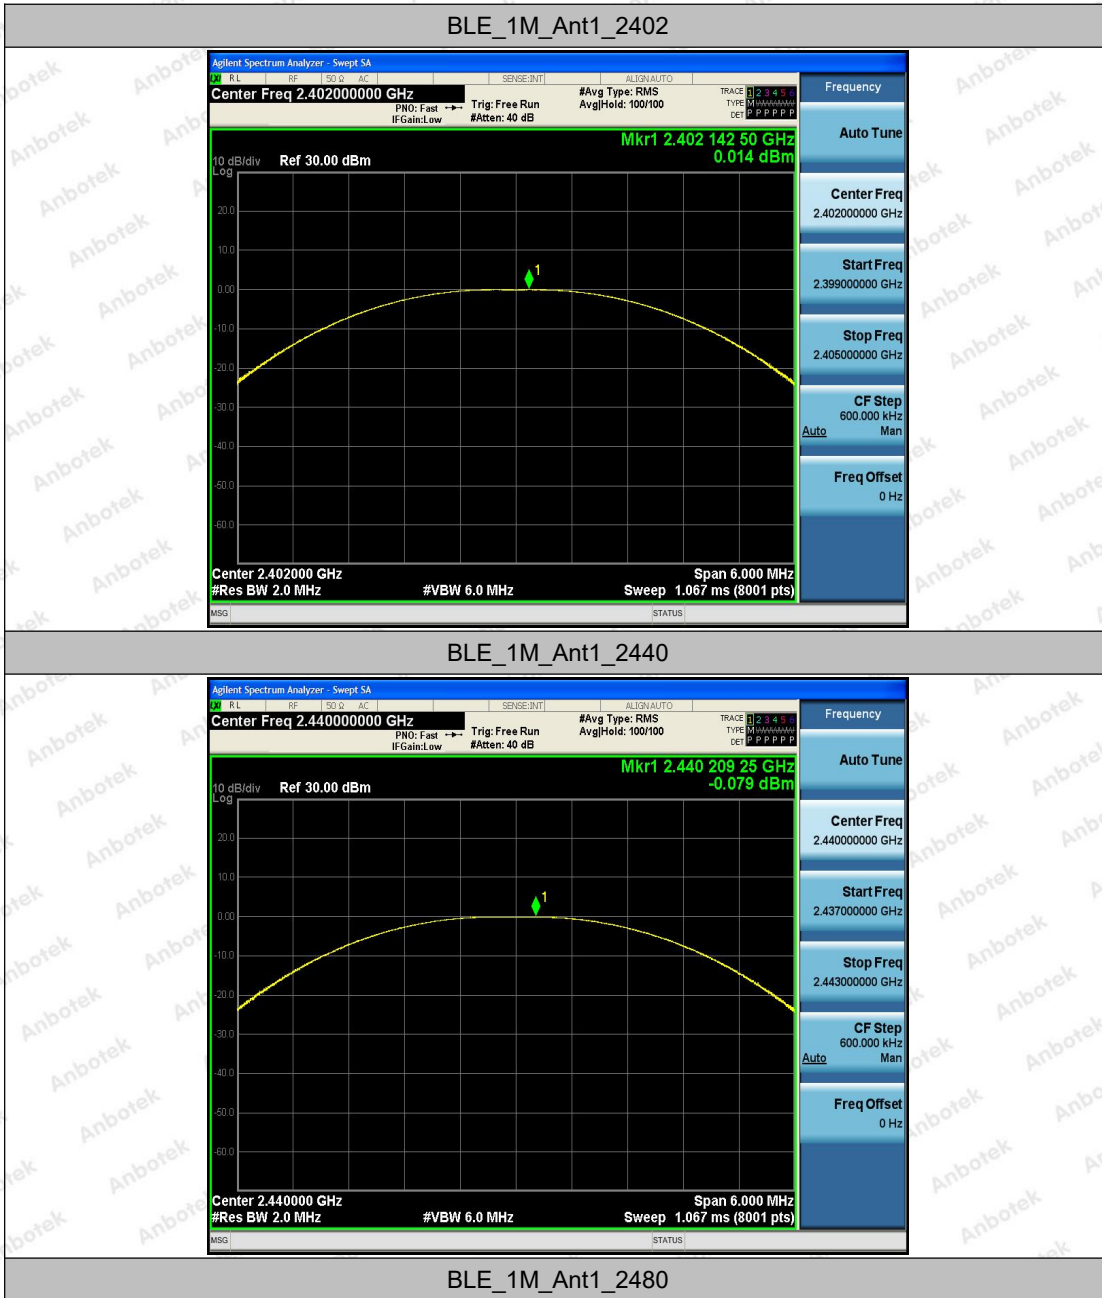 BLE_1M_Ant1_2402
Agilent Spectrum Analyzer - Swept SA
LXI RL RF 50 Ω AC SENSE:INT ALIGNAUTO
Center Freq 2.402000000 GHz
PNO: Fast
IFGain:Low
Trig: Free Run
#Atten: 40 dB
#Avg Type: RMS
Avg|Hold: 100/100
TRACE 1 2 3 4 5 6
TYPE M WWWWW
DET P P P P P P
Mkr1 2.402 142 50 GHz
0.014 dBm
10 dB/div Ref 30.00 dBm
Log
20.0
10.0
0.00
-10.0
-20.0
-30.0
-40.0
-50.0
-60.0
1
Center 2.402000 GHz Span 6.000 MHz
#Res BW 2.0 MHz #VBW 6.0 MHz Sweep 1.067 ms (8001 pts)
MSG STATUS
Frequency
Auto Tune
Center Freq
2.402000000 GHz
Start Freq
2.399000000 GHz
Stop Freq
2.405000000 GHz
CF Step
600.000 kHz
Auto Man
Freq Offset
0 Hz
BLE_1M_Ant1_2440
Agilent Spectrum Analyzer - Swept SA
LXI RL RF 50 Ω AC SENSE:INT ALIGNAUTO
Center Freq 2.440000000 GHz
PNO: Fast
IFGain:Low
Trig: Free Run
#Atten: 40 dB
#Avg Type: RMS
Avg|Hold: 100/100
TRACE 1 2 3 4 5 6
TYPE M WWWWW
DET P P P P P P
Mkr1 2.440 209 25 GHz
-0.079 dBm
10 dB/div Ref 30.00 dBm
Log
20.0
10.0
0.00
-10.0
-20.0
-30.0
-40.0
-50.0
-60.0
1
Center 2.440000 GHz Span 6.000 MHz
#Res BW 2.0 MHz #VBW 6.0 MHz Sweep 1.067 ms (8001 pts)
MSG STATUS
Frequency
Auto Tune
Center Freq
2.440000000 GHz
Start Freq
2.437000000 GHz
Stop Freq
2.443000000 GHz
CF Step
600.000 kHz
Auto Man
Freq Offset
0 Hz
BLE_1M_Ant1_2480
Anbotek